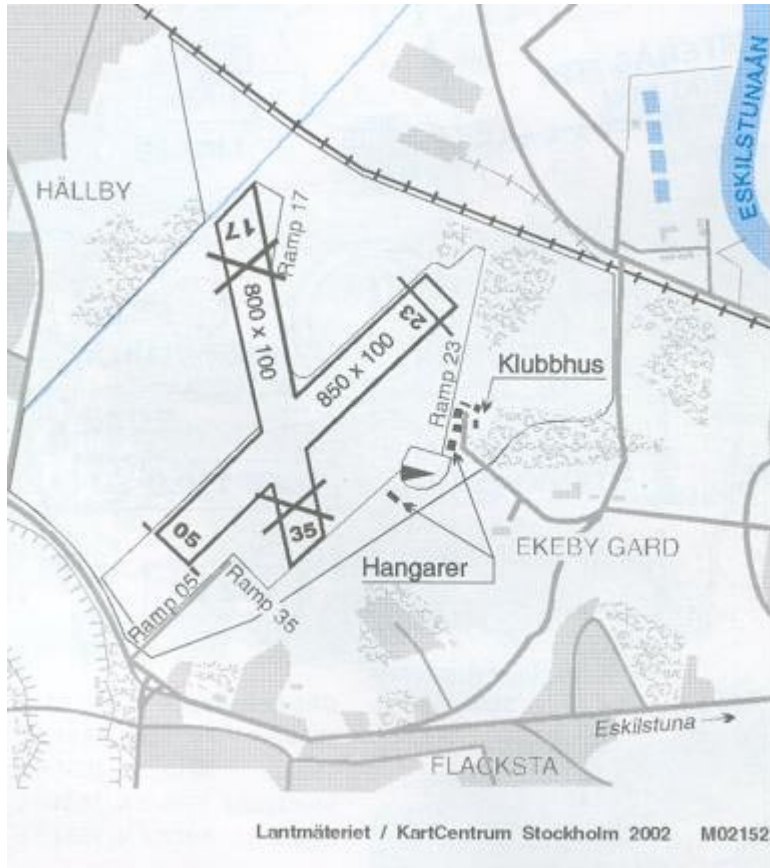 HÄLLBY
ESKILSTUNAÅN
17
Ramp 17
800 x 100
23
850 x 100
Ramp 23
Klubbhus
05
35
EKEBY GARD
Hangarer
Ramp 05
Ramp 35
Eskilstuna
FLACKSTA
Lantmäteriet / KartCentrum Stockholm 2002 M02152